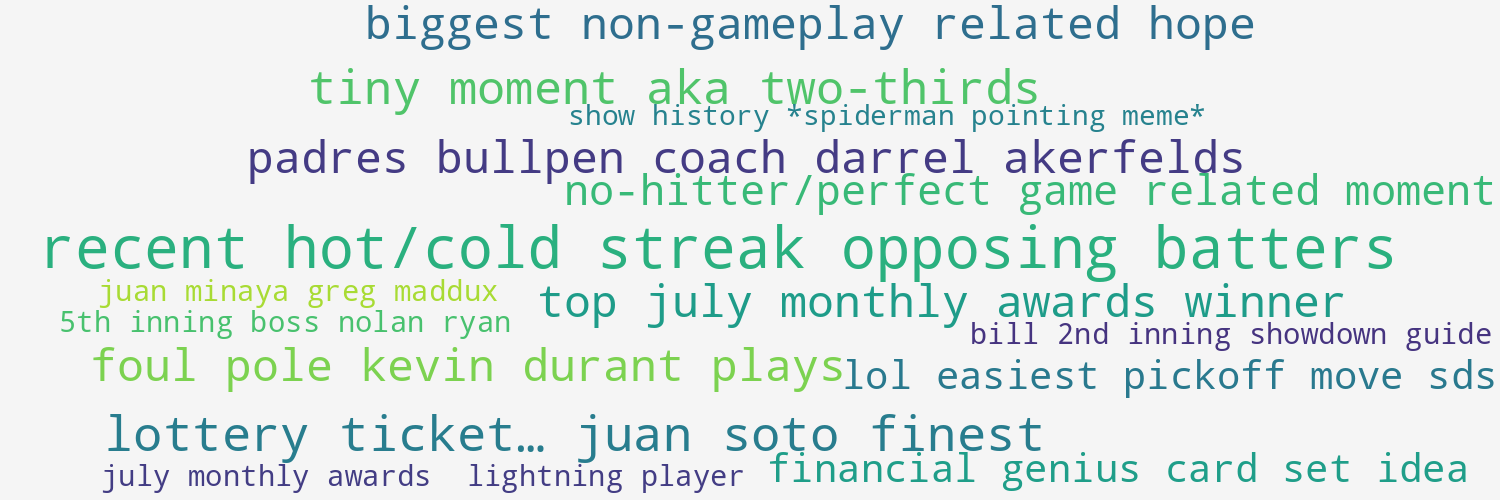 biggest non-gameplay related hope
tiny moment aka two-thirds
show history *spiderman pointing meme*
padres bullpen coach darrel akerfelds
no-hitter/perfect game related moment
recent hot/cold streak opposing batters
juan minaya greg maddux
top july monthly awards winner
5th inning boss nolan ryan
bill 2nd inning showdown guide
foul pole kevin durant plays
lol easiest pickoff move sds
lottery ticket… juan soto finest
july monthly awards
lightning player
financial genius card set idea